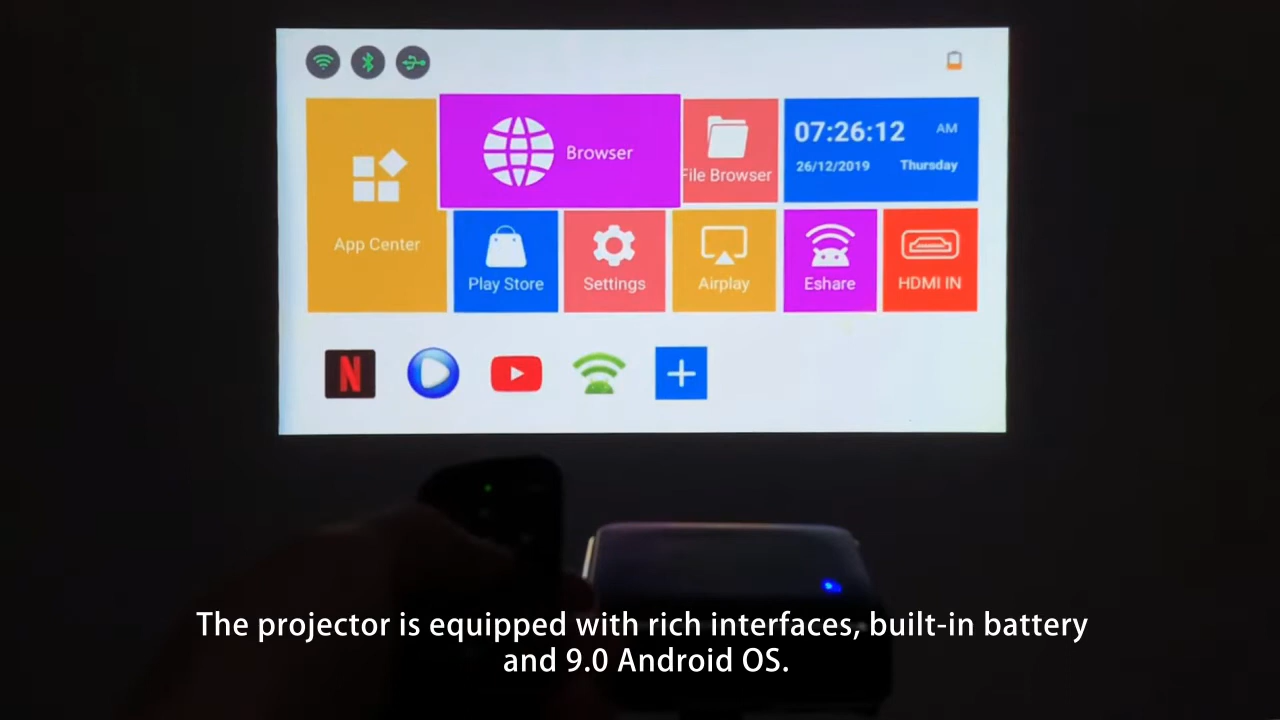 07:26:12 AM
Browser
File Browser
26/12/2019 Thursday
App Center
Play Store
Settings
Airplay
Eshare
HDMI IN
N
The projector is equipped with rich interfaces, built-in battery
and 9.0 Android OS.